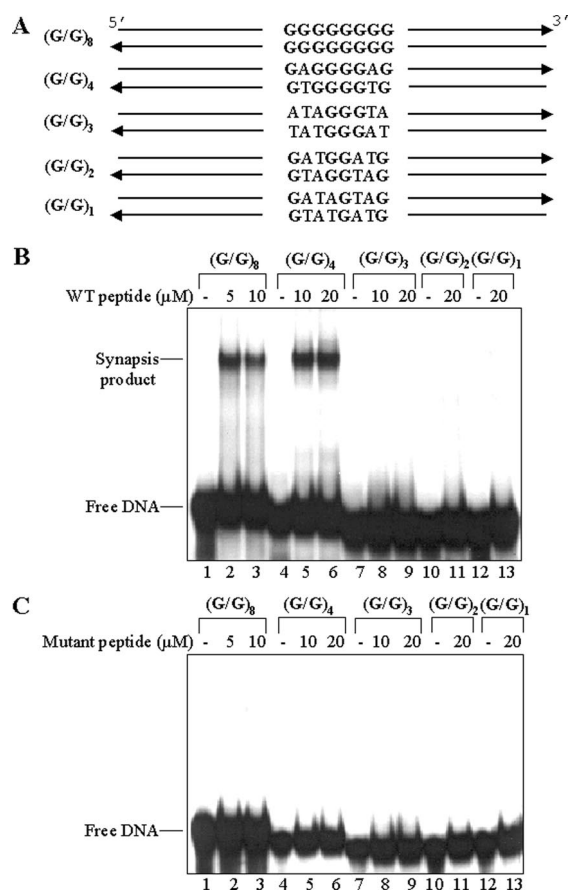 A
5' 3'
(G/G)8 GGGGGGGG
GGGGGGGG
(G/G)4 GAGGGGAG
GTGGGGTG
(G/G)3 ATAGGGTA
TATGGGAT
(G/G)2 GATGGATG
GTAGGTAG
(G/G)1 GATAGTAG
GTATGATG
B
(G/G)8 (G/G)4 (G/G)3 (G/G)2 (G/G)1
WT peptide (μM) - 5 10 - 10 20 - 10 20 - 20 - 20
Synapsis
product
Free DNA
1 2 3 4 5 6 7 8 9 10 11 12 13
C
(G/G)8 (G/G)4 (G/G)3 (G/G)2 (G/G)1
Mutant peptide (μM) - 5 10 - 10 20 - 10 20 - 20 - 20
Free DNA
1 2 3 4 5 6 7 8 9 10 11 12 13